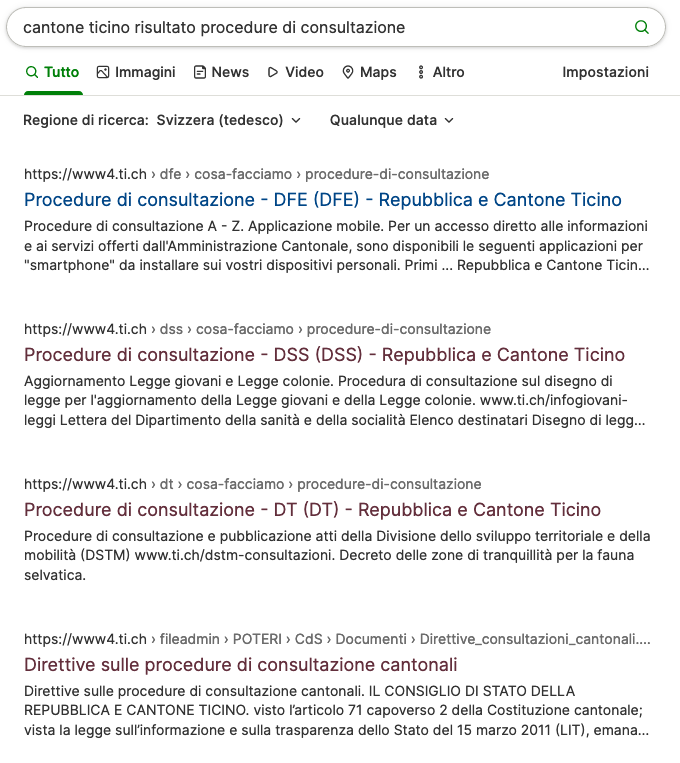 cantone ticino risultato procedure di consultazione
Tutto Immagini News Video Maps Altro Impostazioni
Regione di ricerca: Svizzera (tedesco) Qualunque data
https://www4.ti.ch › dfe › cosa-facciamo › procedure-di-consultazione
Procedure di consultazione - DFE (DFE) - Repubblica e Cantone Ticino
Procedure di consultazione A - Z. Applicazione mobile. Per un accesso diretto alle informazioni
e ai servizi offerti dall'Amministrazione Cantonale, sono disponibili le seguenti applicazioni per
"smartphone" da installare sui vostri dispositivi personali. Primi ... Repubblica e Cantone Ticin...
https://www4.ti.ch › dss › cosa-facciamo › procedure-di-consultazione
Procedure di consultazione - DSS (DSS) - Repubblica e Cantone Ticino
Aggiornamento Legge giovani e Legge colonie. Procedura di consultazione sul disegno di
legge per l'aggiornamento della Legge giovani e della Legge colonie. www.ti.ch/infogiovani-
leggi Lettera del Dipartimento della sanità e della socialità Elenco destinatari Disegno di legg...
https://www4.ti.ch › dt › cosa-facciamo › procedure-di-consultazione
Procedure di consultazione - DT (DT) - Repubblica e Cantone Ticino
Procedure di consultazione e pubblicazione atti della Divisione dello sviluppo territoriale e della
mobilità (DSTM) www.ti.ch/dstm-consultazioni. Decreto delle zone di tranquillità per la fauna
selvatica.
https://www4.ti.ch › fileadmin › POTERI › CdS › Documenti › Direttive_consultazioni_cantonali....
Direttive sulle procedure di consultazione cantonali
Direttive sulle procedure di consultazione cantonali. IL CONSIGLIO DI STATO DELLA
REPUBBLICA E CANTONE TICINO. visto l’articolo 71 capoverso 2 della Costituzione cantonale;
vista la legge sull’informazione e sulla trasparenza dello Stato del 15 marzo 2011 (LIT), emana...